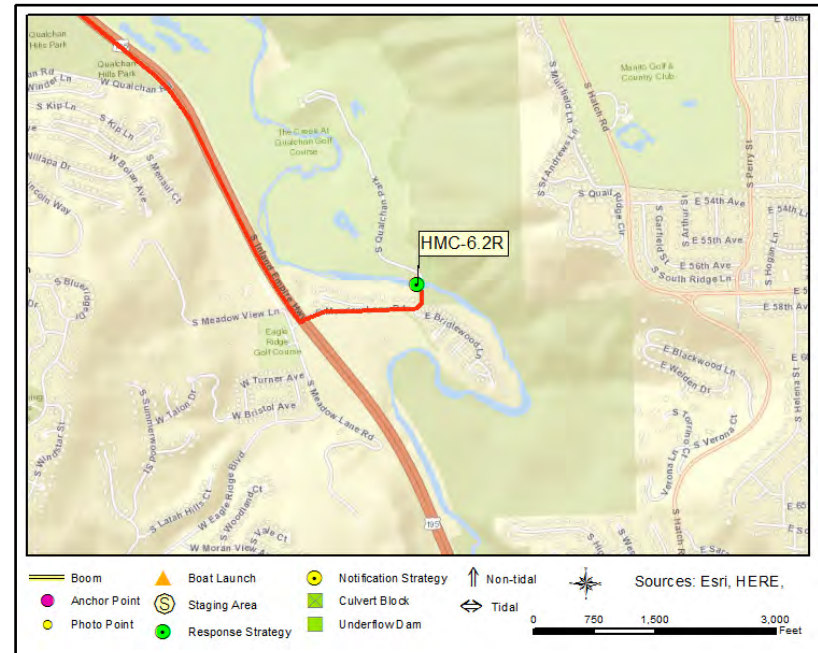 Qualchan
Hills Park
Qualchan
Hills Park
W Qualchan
S Kip Ln
S Kip Ln
W Bolan Ave
S Menaul Ct
Willapa Dr
Lincoln Way
The Creek At
Qualchan Golf
Course
S Qualchan Park
S Inland Empire Hwy
HMC-6.2R
S Meadow View Ln
Eagle
Ridge
Golf Course
E Bridlewood Ln
S Blueridge Dr
W Turner Ave
W Talon Dr
W Bristol Ave
S Summerwood St
S Windstar St
S Meadow Lane Rd
W Eagle Ridge Blvd
S Latah Hills Ct
S Woodland Ct
S Vale Ct
W Moran View
195
E 46th Ave
Manito Golf &
Country Club
S Muirfield Ln
S Hatch Rd
S St Andrews Ln
S Perry St
S Quail Ridge Cir
E 54th Ave
E 54th Ln
S Garfield St
S Arthur St
E 55th Ave
S Hogan Ln
E 56th Ave
South Ridge Ln
E 58th Ave
E Blackwood Ln
E Welden Dr
S Helena St
S Torrino Ct
S Verona Ct
Verona Ln
S Hatch R
Boom
Boat Launch
Notification Strategy
Non-tidal
Sources: Esri, HERE,
Anchor Point
S
Staging Area
Culvert Block
Tidal
Photo Point
Response Strategy
Underflow Dam
0 750 1,500 3,000
Feet